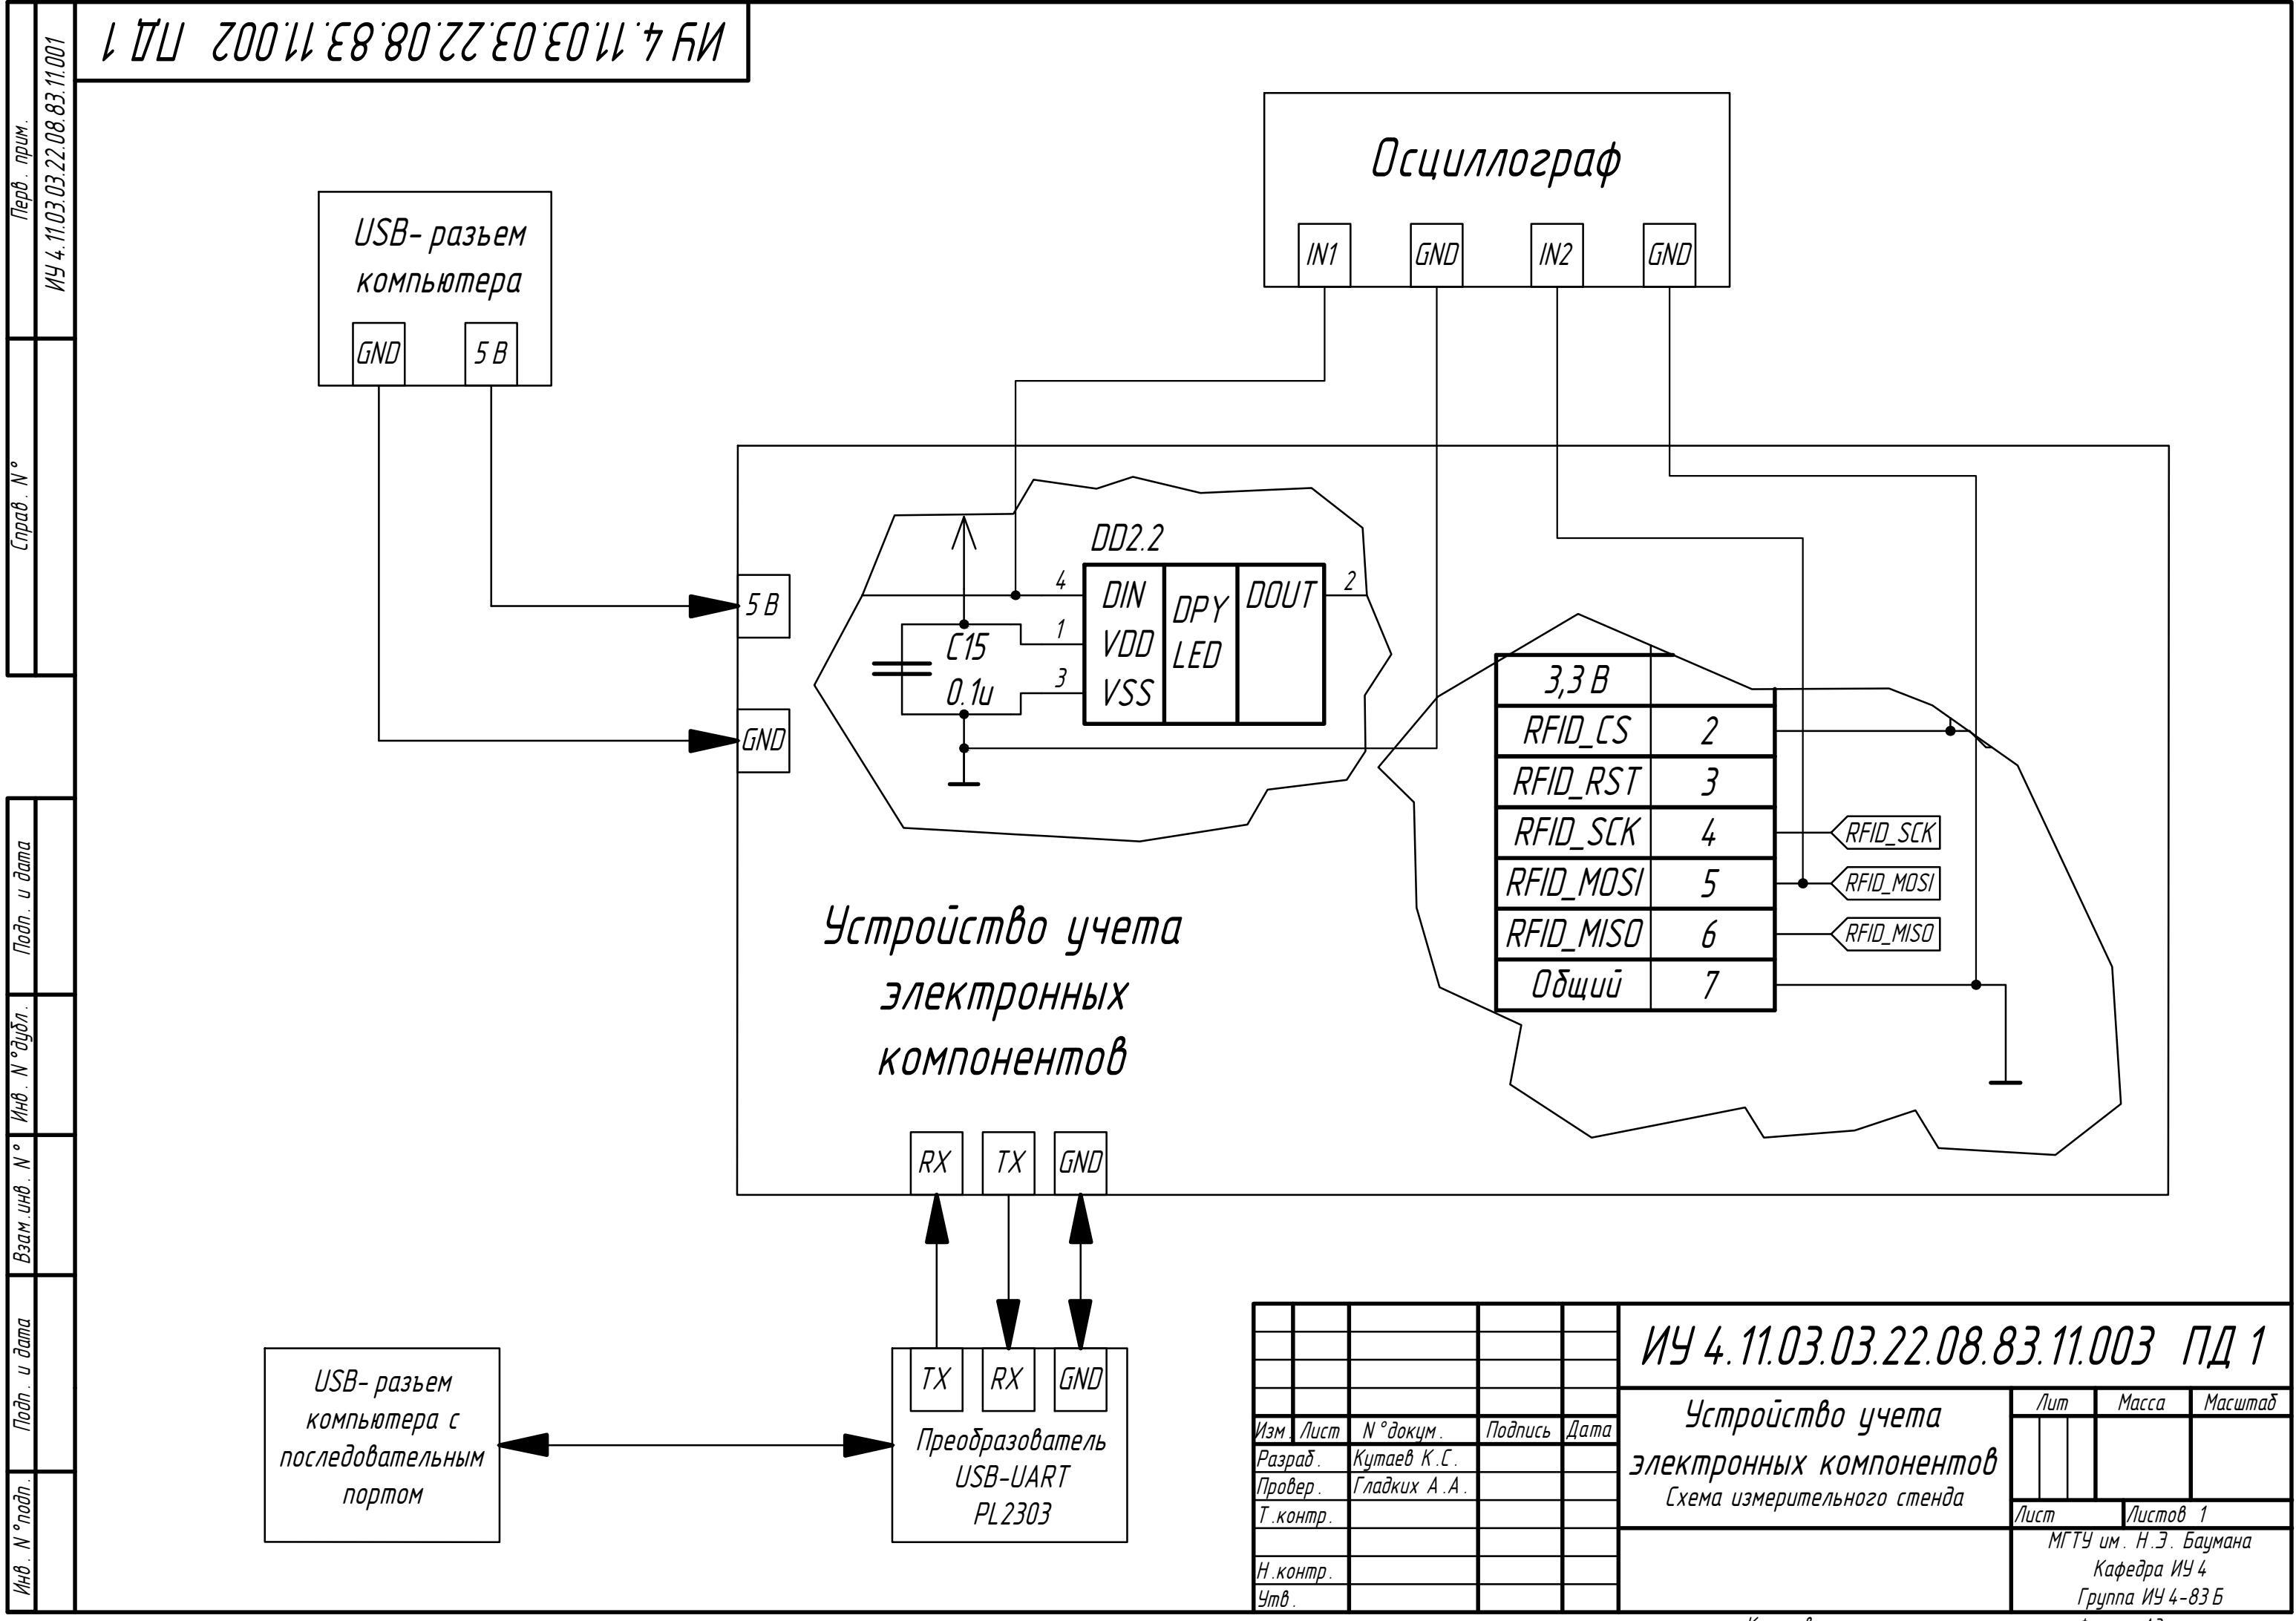 ИУ 4.11.03.03.22.08.83.11.002 ПД 1
Перв. прим.
ИУ 4.11.03.03.22.08.83.11.001
Справ. N°
Подп. и дата
Инв. N°дубл.
Взам.инв. N°
Подп. и дата
Инв. N°подп.
USB- разъем
компьютера
GND
5 В
Осциллограф
IN1
GND
IN2
GND
5 В
GND
DD2.2
4
DIN
DPY
DOUT
2
1
VDD
LED
3
VSS
C15
0.1u
3,3 В
RFID_CS
2
RFID_RST
3
RFID_SCK
4
RFID_SCK
RFID_MOSI
5
RFID_MOSI
RFID_MISO
6
RFID_MISO
Общий
7
Устройство учета
электронных
компонентов
RX
TX
GND
TX
RX
GND
Преобразователь
USB-UART
PL2303
USB- разъем
компьютера с
последовательным
портом
ИУ 4.11.03.03.22.08.83.11.003 ПД 1
Устройство учета
электронных компонентов
Схема измерительного стенда
Лит
Масса
Масштаб
Лист
Листов 1
МГТУ им. Н.Э. Баумана
Кафедра ИУ 4
Группа ИУ 4-83 Б
Изм.
Лист
N°докум.
Подпись
Дата
Разраб.
Кутаев К.С.
Провер.
Гладких А.А.
Т.контр.
Н.контр.
Утв.